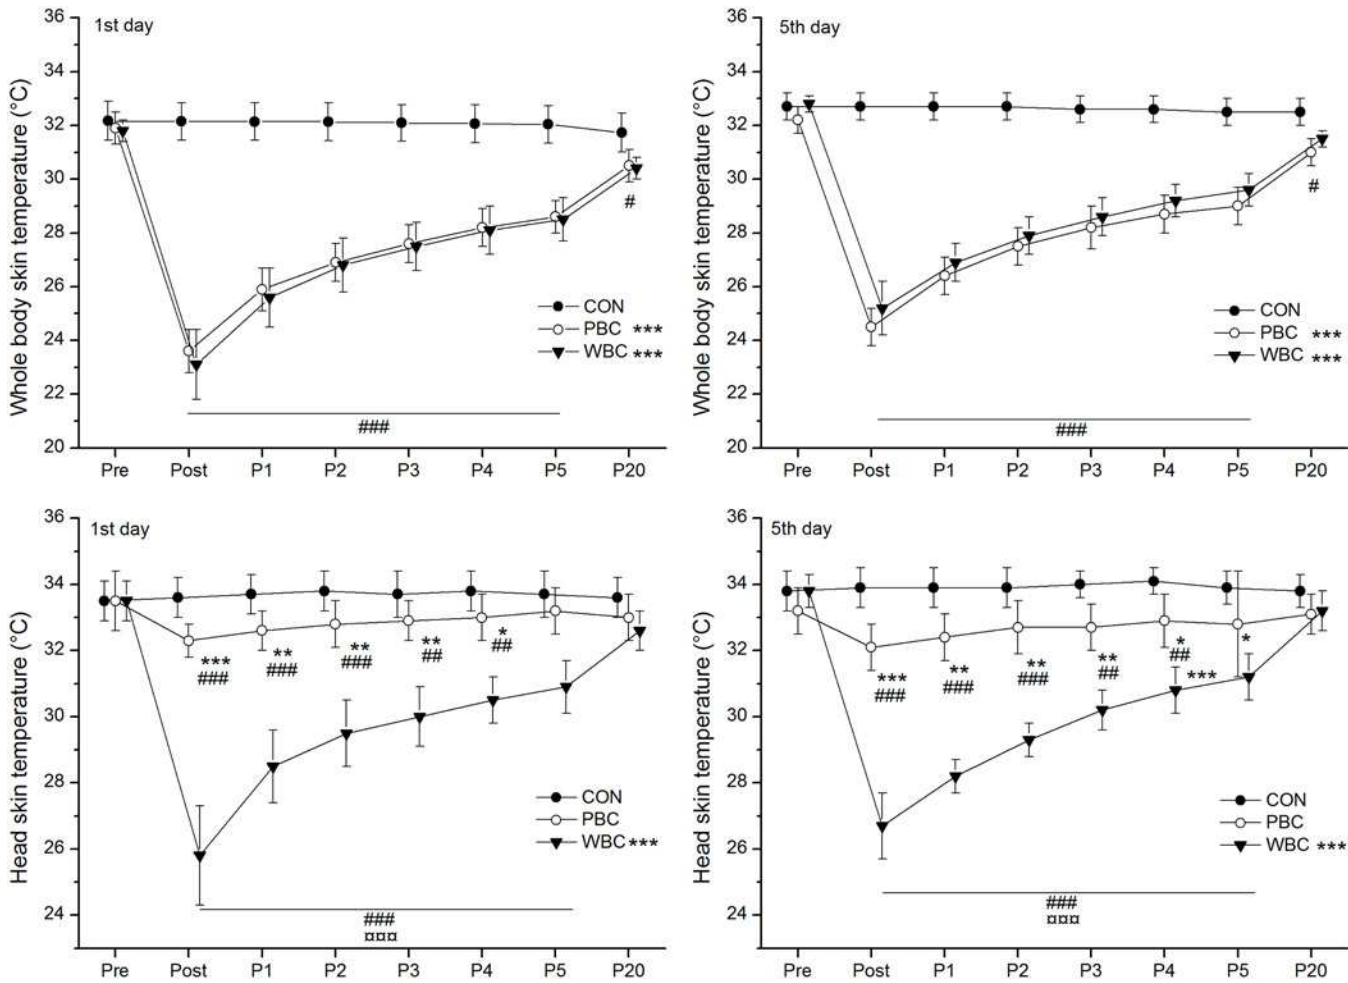 1st day
Whole body skin temperature (°C)
36
34
32
30
28
26
24
22
20
#
CON
PBC ***
WBC ***
###
Pre Post P1 P2 P3 P4 P5 P20
5th day
Whole body skin temperature (°C)
36
34
32
30
28
26
24
22
20
#
CON
PBC ***
WBC ***
###
Pre Post P1 P2 P3 P4 P5 P20
1st day
Head skin temperature (°C)
36
34
32
30
28
26
24
*** ** ** ** *
### ### ### ## ##
CON
PBC
WBC ***
###
¤¤¤
Pre Post P1 P2 P3 P4 P5 P20
5th day
Head skin temperature (°C)
36
34
32
30
28
26
24
*** ** ** ** * *
### ### ### ## ##
***
CON
PBC
WBC ***
###
¤¤¤
Pre Post P1 P2 P3 P4 P5 P20